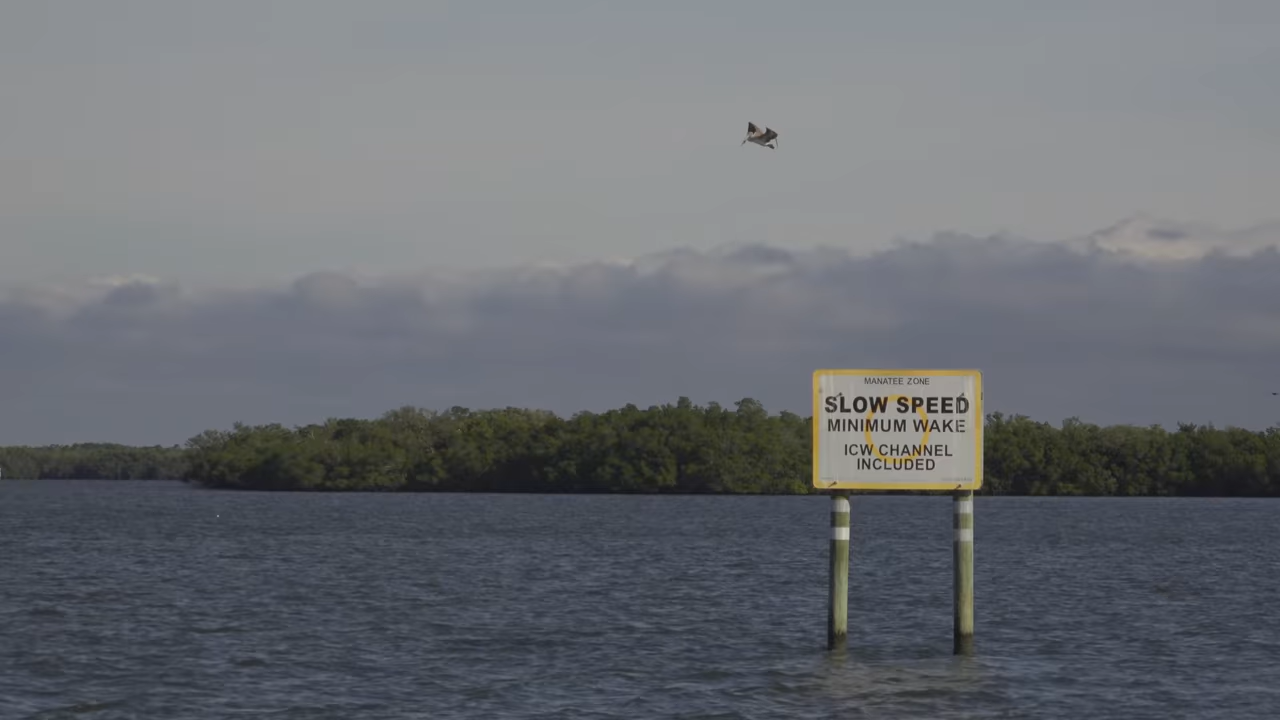 MANATEE ZONE
SLOW SPEED
MINIMUM WAKE
ICW CHANNEL
INCLUDED